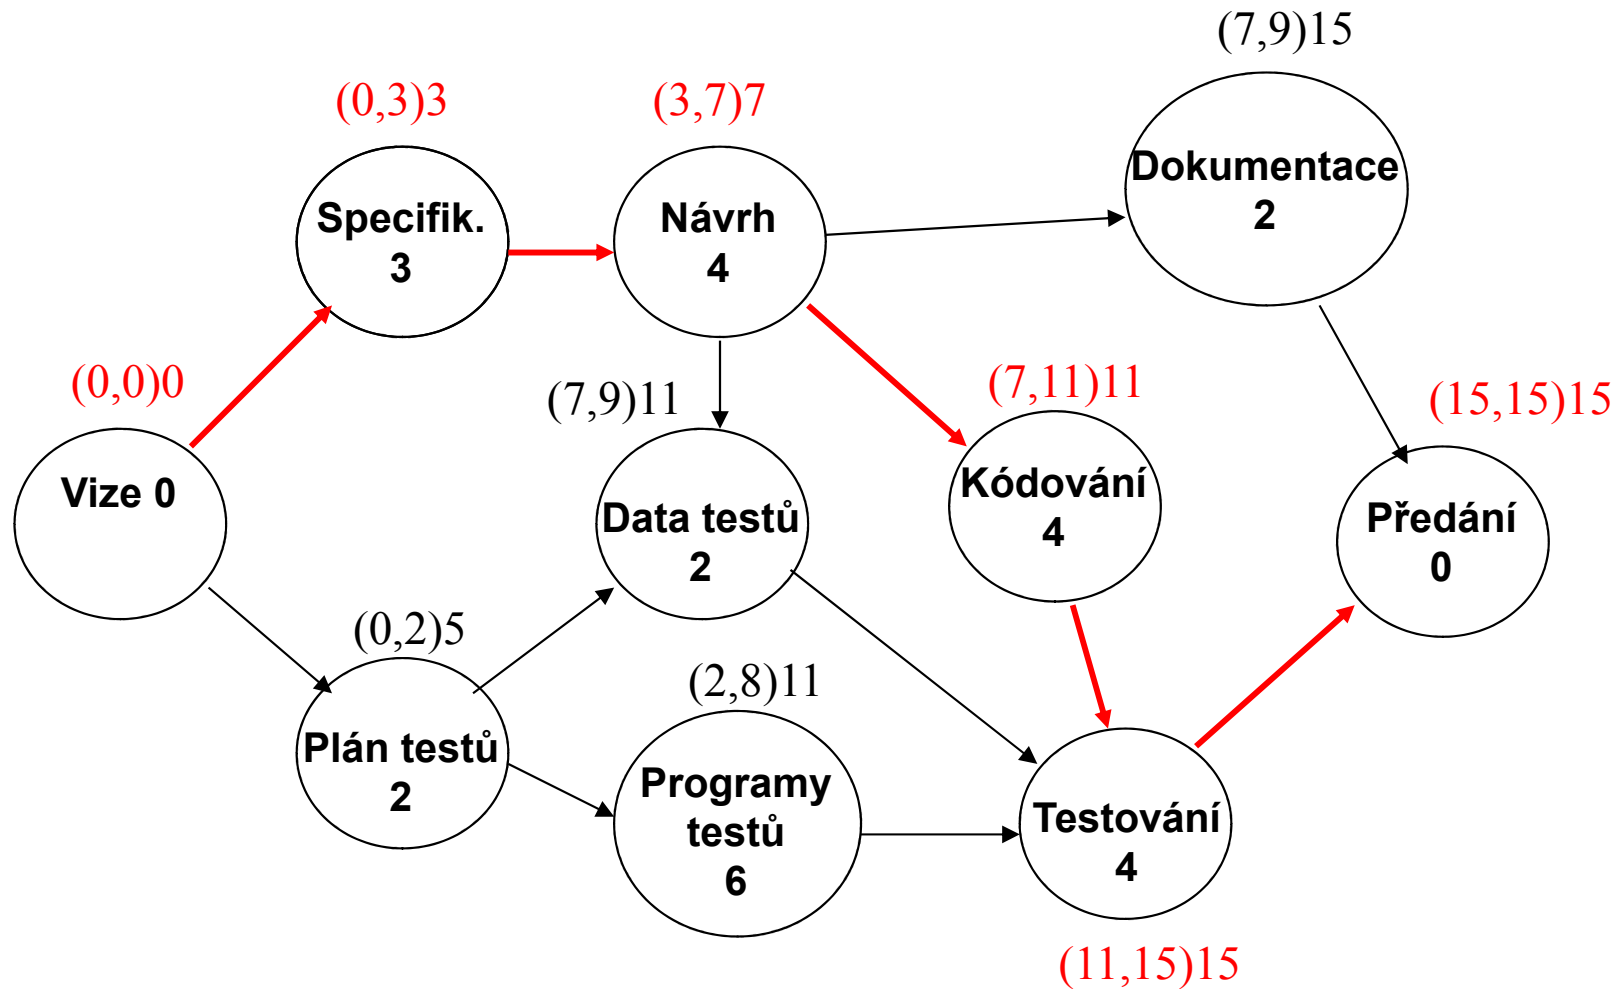 (7,9)15
(0,3)3
(3,7)7
Dokumentace
2
Specifik.
3
Návrh
4
(0,0)0
(7,9)11
(7,11)11
(15,15)15
Vize 0
Data testů
2
Kódování
4
Předání
0
(0,2)5
(2,8)11
Plán testů
2
Programy
testů
6
Testování
4
(11,15)15